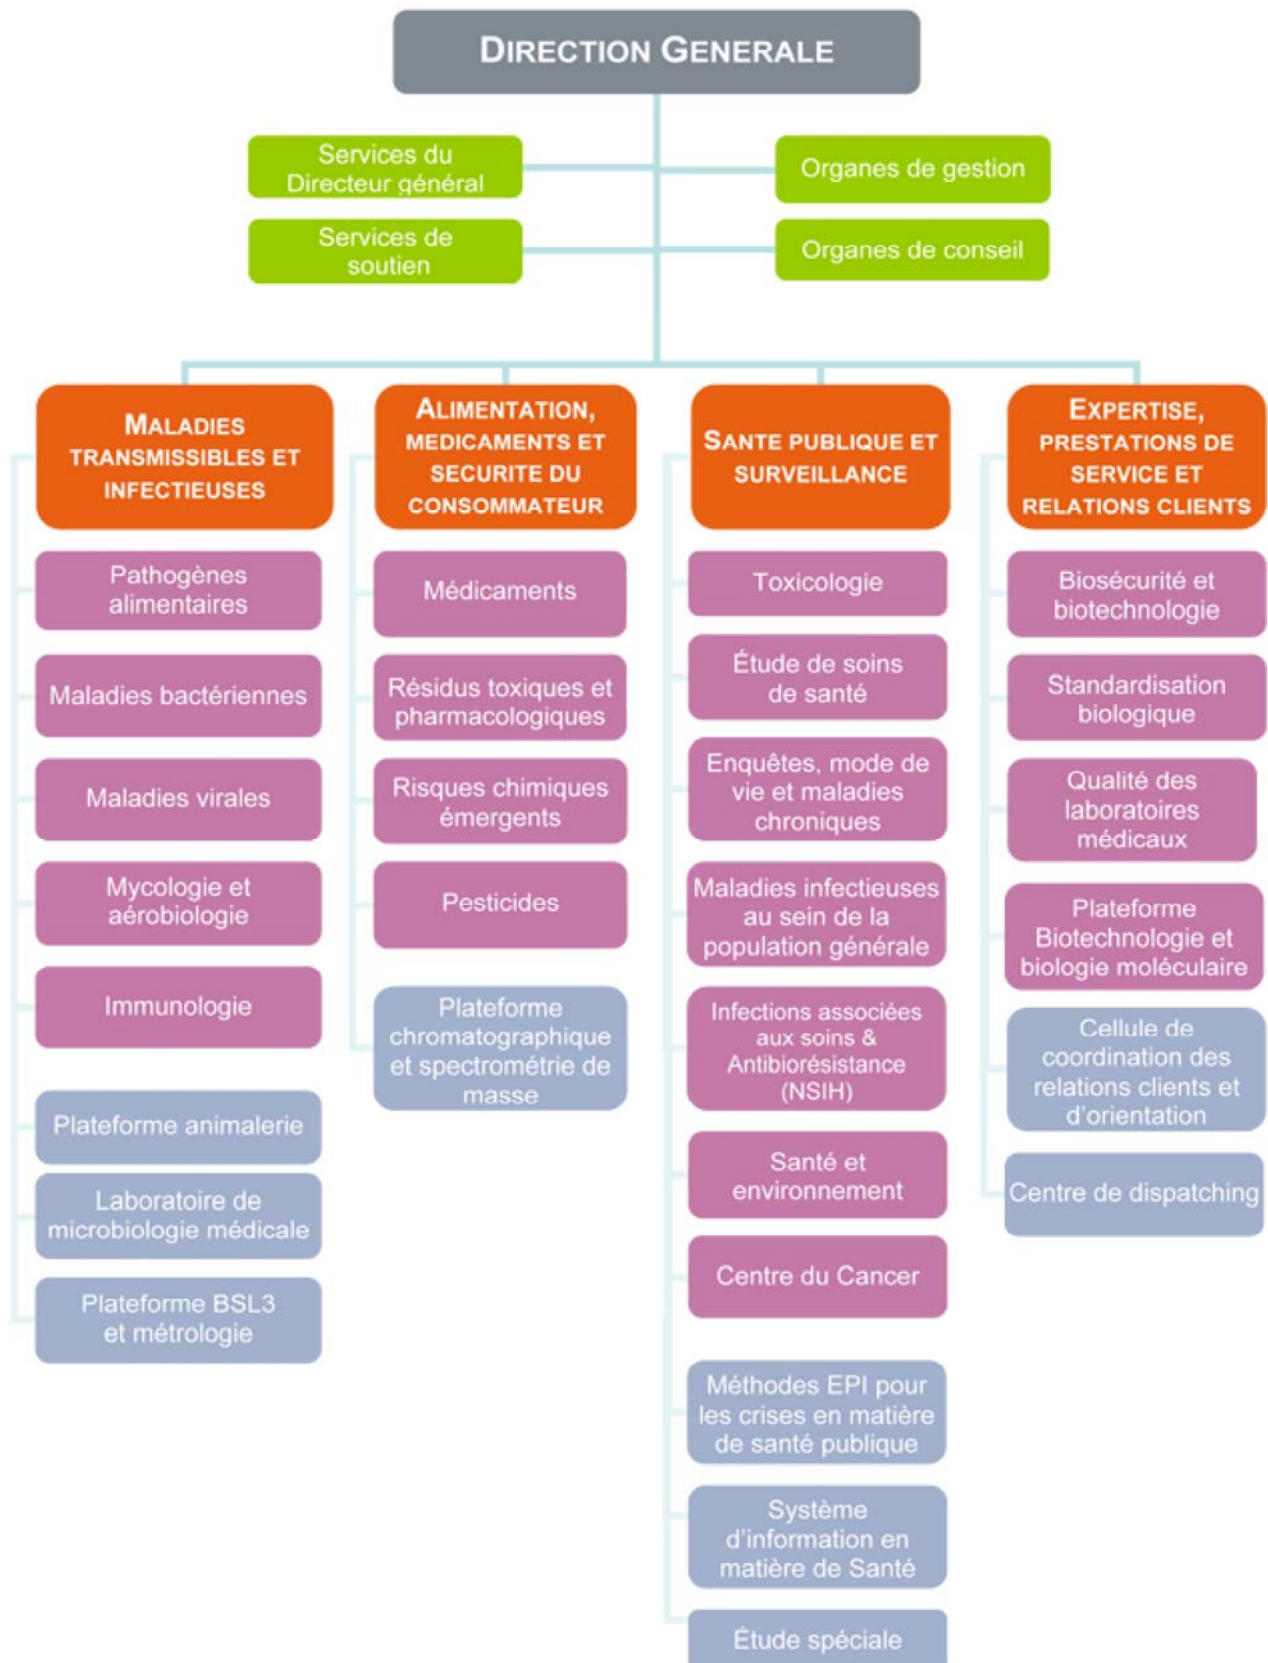 DIRECTION GENERALE
Services du
Directeur général
Organes de gestion
Services de
soutien
Organes de conseil
MALADIES
TRANSMISSIBLES ET
INFECTIEUSES
Pathogènes
alimentaires
Maladies bactériennes
Maladies virales
Mycologie et
aérobiologie
Immunologie
Plateforme animalerie
Laboratoire de
microbiologie médicale
Plateforme BSL3
et métrologie
ALIMENTATION,
MEDICAMENTS ET
SECURITE DU
CONSOMMATEUR
Médicaments
Résidus toxiques et
pharmacologiques
Risques chimiques
émergents
Pesticides
Plateforme
chromatographique
et spectrométrie de
masse
SANTE PUBLIQUE ET
SURVEILLANCE
Toxicologie
Étude de soins
de santé
Enquêtes, mode de
vie et maladies
chroniques
Maladies infectieuses
au sein de la
population générale
Infections associées
aux soins &
Antibiorésistance
(NSIH)
Santé et
environnement
Centre du Cancer
Méthodes EPI pour
les crises en matière
de santé publique
Système
d'information en
matière de Santé
Étude spéciale
EXPERTISE,
PRESTATIONS DE
SERVICE ET
RELATIONS CLIENTS
Biosécurité et
biotechnologie
Standardisation
biologique
Qualité des
laboratoires
médicaux
Plateforme
Biotechnologie et
biologie moléculaire
Cellule de
coordination des
relations clients et
d'orientation
Centre de dispatching